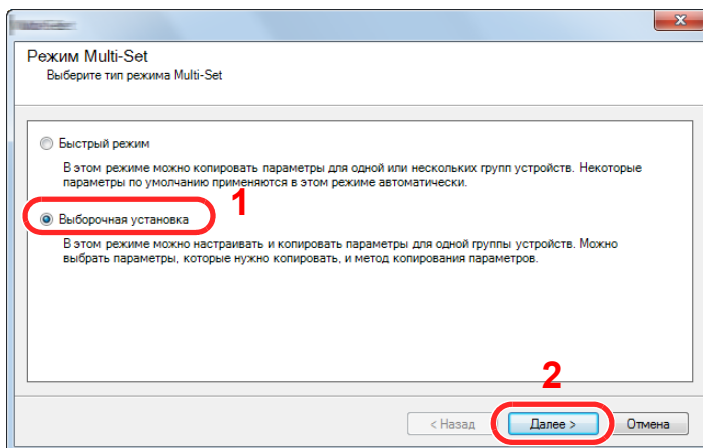 Режим Multi-Set
Выберите тип режима Multi-Set
Быстрый режим
В этом режиме можно копировать параметры для одной или нескольких групп устройств. Некоторые
параметры по умолчанию применяются в этом режиме автоматически.
1
Выборочная установка
В этом режиме можно настраивать и копировать параметры для одной группы устройств. Можно
выбрать параметры, которые нужно копировать, и метод копирования параметров.
2
< Назад
Далее >
Отмена